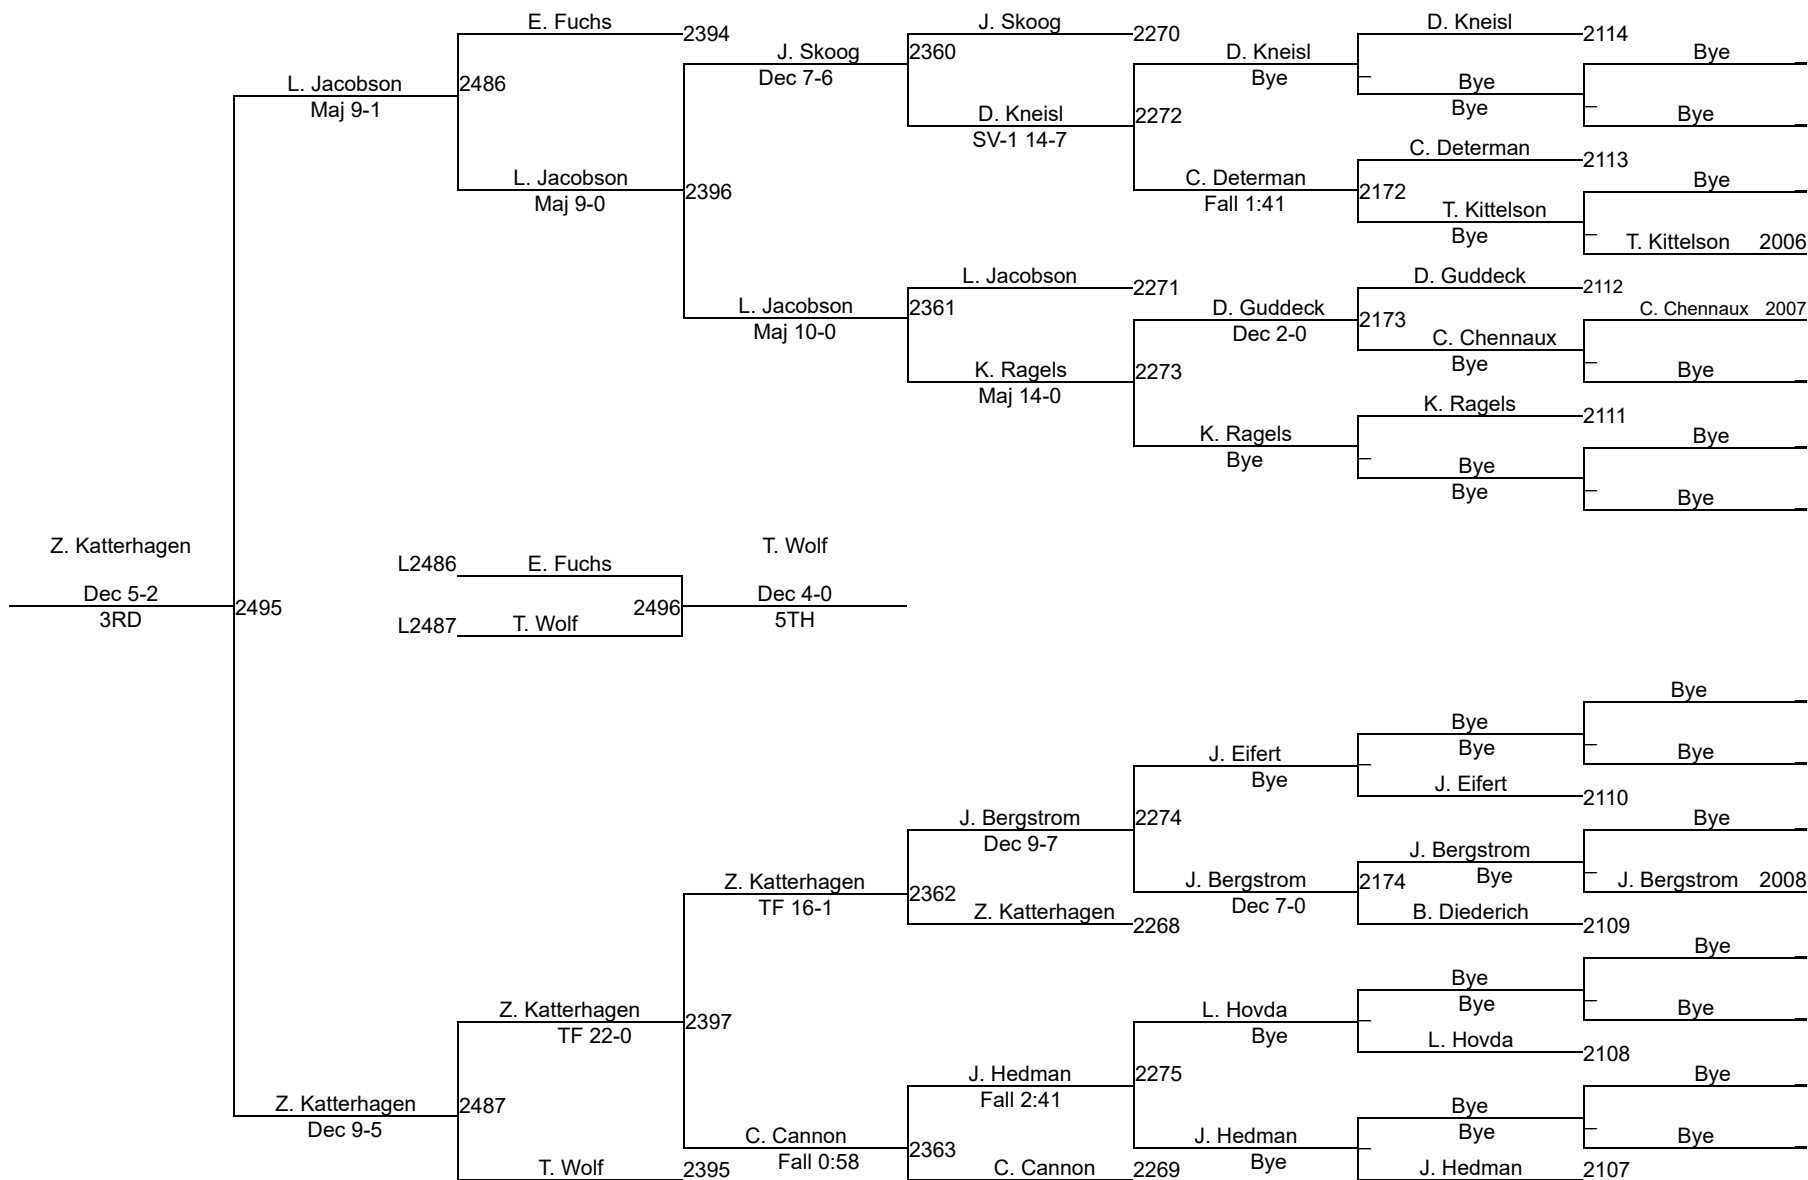 E. Fuchs 2394
J. Skoog 2270
D. Kneisl 2114
J. Skoog 2360
Dec 7-6
D. Kneisl
Bye
Bye
L. Jacobson 2486
Maj 9-1
Bye
Bye
D. Kneisl 2272
SV-1 14-7
Bye
C. Determan 2113
L. Jacobson 2396
Maj 9-0
C. Determan 2172
Fall 1:41
Bye
T. Kittelson
Bye
T. Kittelson 2006
L. Jacobson 2271
D. Guddeck 2112
L. Jacobson 2361
Maj 10-0
D. Guddeck 2173
Dec 2-0
C. Chennaux 2007
C. Chennaux
Bye
K. Ragels 2273
Maj 14-0
Bye
K. Ragels 2111
K. Ragels
Bye
Bye
Bye
Bye
Bye
Z. Katterhagen
T. Wolf
L2486 E. Fuchs
Dec 5-2
2495
3RD
2496
Dec 4-0
5TH
L2487 T. Wolf
Bye
Bye
Bye
J. Eifert
Bye
Bye
J. Eifert 2110
J. Bergstrom 2274
Dec 9-7
Bye
J. Bergstrom
Bye
Z. Katterhagen 2362
TF 16-1
J. Bergstrom 2174
Dec 7-0
J. Bergstrom 2008
Z. Katterhagen 2268
B. Diederich 2109
Bye
Bye
Bye
Z. Katterhagen 2397
TF 22-0
L. Hovda
Bye
Bye
L. Hovda 2108
J. Hedman 2275
Fall 2:41
Bye
Z. Katterhagen 2487
Dec 9-5
Bye
Bye
C. Cannon 2363
Fall 0:58
J. Hedman
Bye
Bye
T. Wolf 2395
C. Cannon 2269
J. Hedman 2107